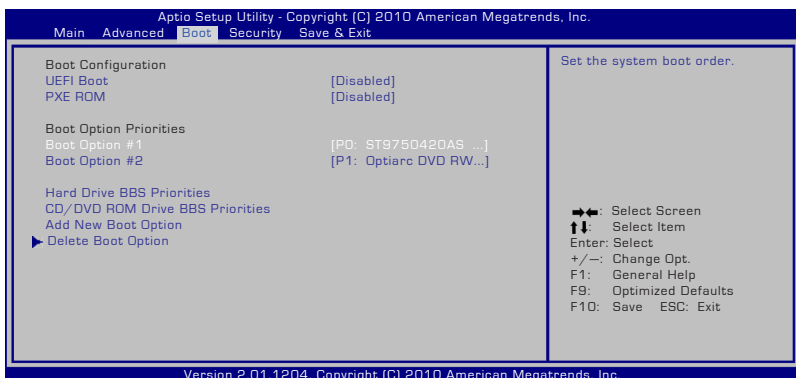 Aptio Setup Utility - Copyright (C) 2010 American Megatrends, Inc.
Main Advanced Boot Security Save & Exit
Boot Configuration
UEFI Boot [Disabled]
PXE ROM [Disabled]
Boot Option Priorities
Boot Option #1 [P0: ST9750420AS ...]
Boot Option #2 [P1: Optiarc DVD RW...]
Hard Drive BBS Priorities
CD/DVD ROM Drive BBS Priorities
Add New Boot Option
Delete Boot Option
Set the system boot order.
→←: Select Screen
↑↓: Select Item
Enter: Select
+/—: Change Opt.
F1: General Help
F9: Optimized Defaults
F10: Save ESC: Exit
Version 2.01.1204. Copyright (C) 2010 American Megatrends, Inc.